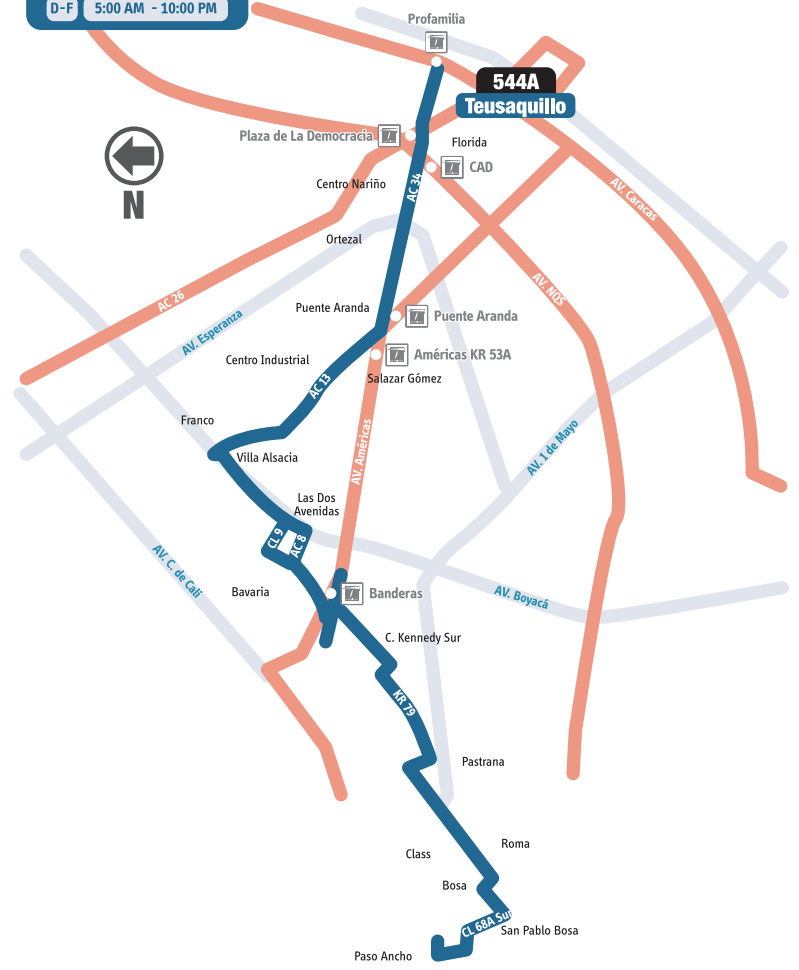 D-F 5:00 AM - 10:00 PM
Profamilia
544A
Teusaquillo
Plaza de La Democracia
Florida
CAD
Centro Nariño
AC 34
AV. Caracas
N
Ortezal
AC 26
AV. NQS
Puente Aranda
Puente Aranda
AV. Esperanza
Centro Industrial
Américas KR 53A
Salazar Gómez
AC 13
Franco
AV. 1 de Mayo
Villa Alsacia
AV. Américas
Las Dos
Avenidas
CL 9
AC 8
AV. C. de Cali
Bavaria
Banderas
AV. Boyacá
C. Kennedy Sur
KR 79
Pastrana
Roma
Class
Bosa
CL 68A Sur
San Pablo Bosa
Paso Ancho